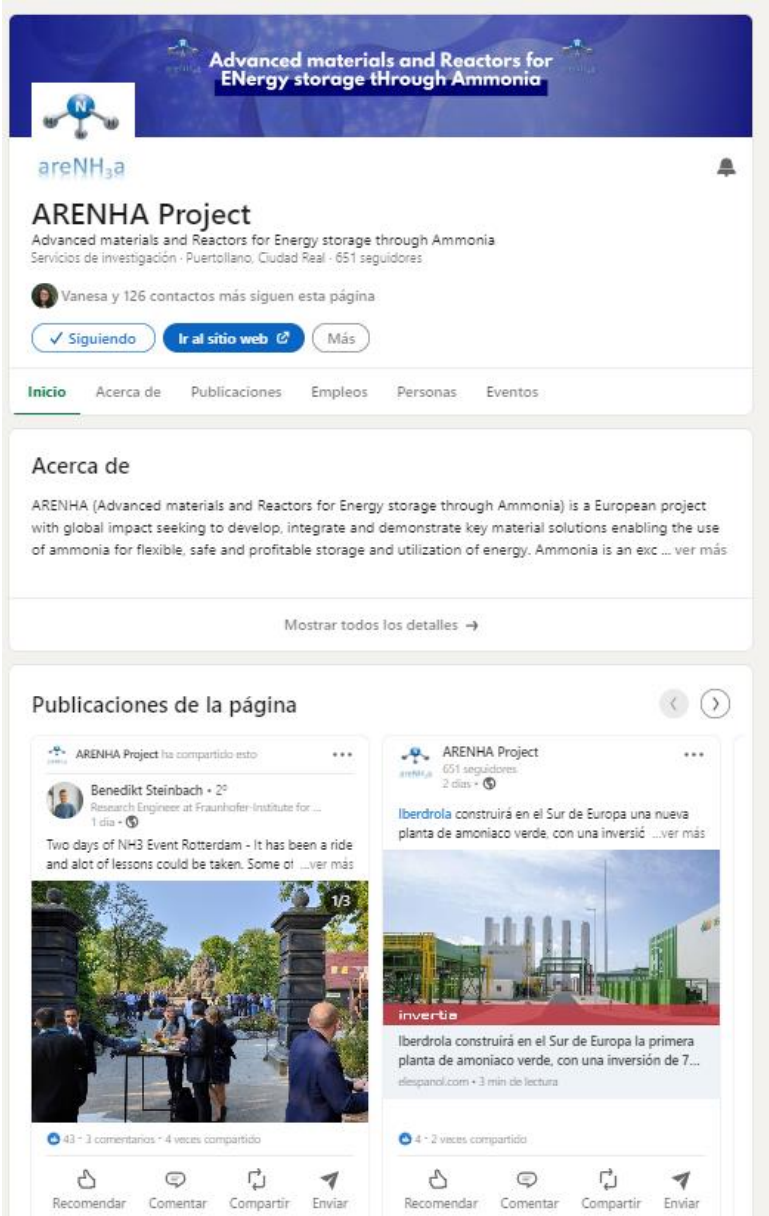 Advanced materials and Reactors for
ENergy storage tHrough Ammonia
N
areNH₃a
ARENHA Project
Advanced materials and Reactors for Energy storage through Ammonia
Servicios de investigación · Puertollano, Ciudad Real · 651 seguidores
Vanesa y 126 contactos más siguen esta página
Siguiendo
Ir al sitio web
Más
Inicio Acerca de Publicaciones Empleos Personas Eventos
Acerca de
ARENHA (Advanced materials and Reactors for Energy storage through Ammonia) is a European project
with global impact seeking to develop, integrate and demonstrate key material solutions enabling the use
of ammonia for flexible, safe and profitable storage and utilization of energy. Ammonia is an exc ... ver más
Mostrar todos los detalles →
Publicaciones de la página
ARENHA Project ha compartido esto
Benedikt Steinbach • 2º
Research Engineer at Fraunhofer-Institute for ...
1 día •
Two days of NH3 Event Rotterdam - It has been a ride
and alot of lessons could be taken. Some of ...ver más
1/3
43 · 3 comentarios · 4 veces compartido
Recomendar Comentar Compartir Enviar
ARENHA Project
651 seguidores
2 días •
Iberdrola construirá en el Sur de Europa una nueva
planta de amoniaco verde, con una inversió ...ver más
invertia
Iberdrola construirá en el Sur de Europa la primera
planta de amoniaco verde, con una inversión de 7...
elespanol.com • 3 min de lectura
4 · 2 veces compartido
Recomendar Comentar Compartir Enviar